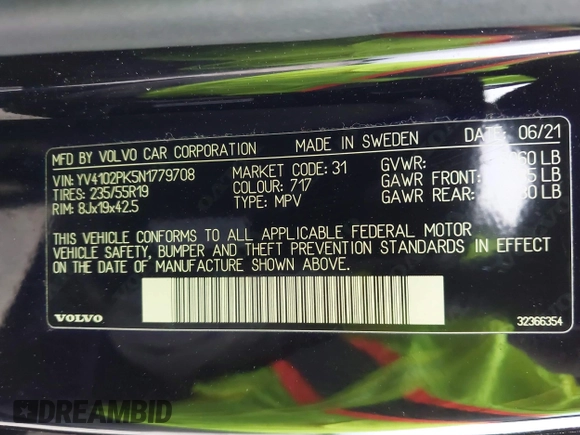 MFD BY VOLVO CAR CORPORATION MADE IN SWEDEN DATE: 06/21
VIN: YV4102PK5N1779708 MARKET CODE: 31 GVWR: LB
TIRES: 235/55R19 COLOUR: 717 GAWR FRONT: LB
RIM: 8Jx19x42.5 TYPE: MPV GAWR REAR: LB
THIS VEHICLE CONFORMS TO ALL APPLICABLE FEDERAL MOTOR
VEHICLE SAFETY, BUMPER AND THEFT PREVENTION STANDARDS IN EFFECT
ON THE DATE OF MANUFACTURE SHOWN ABOVE.
VOLVO 32366354
DREAMBID